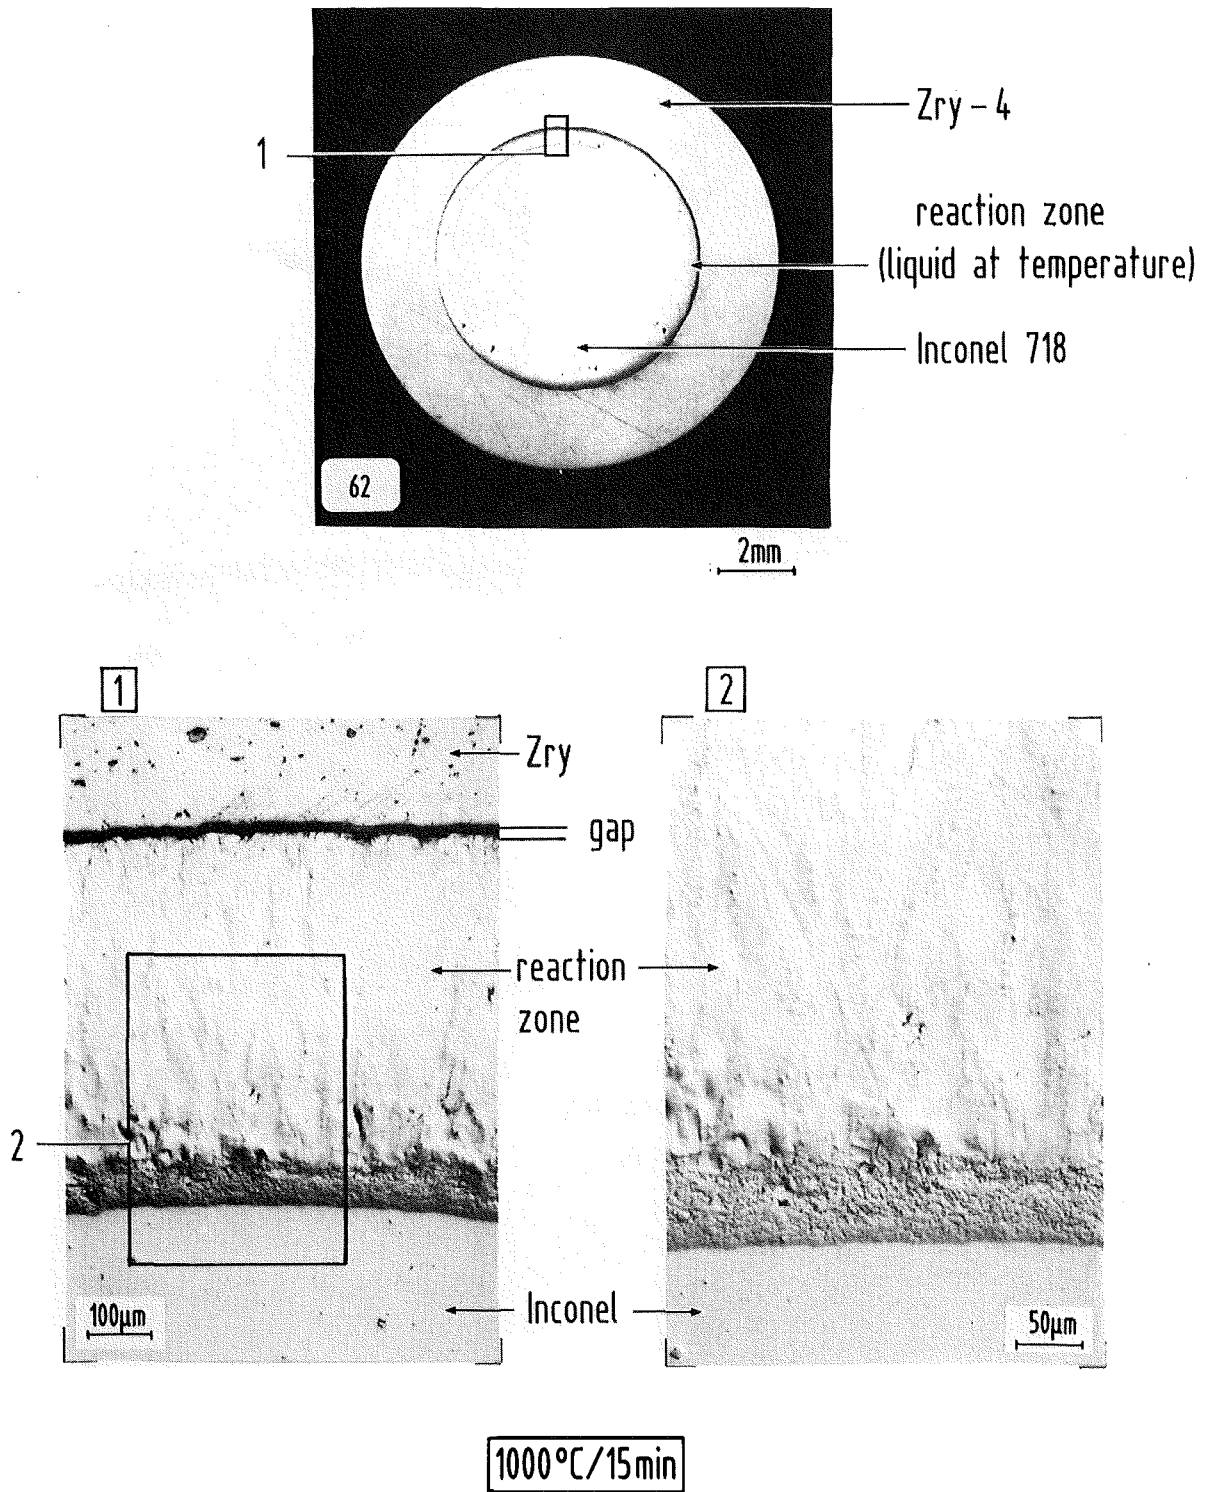 Zry-4
1
reaction zone
(liquid at temperature)
Inconel 718
62
2mm
1
2
Zry
gap
reaction
zone
2
Inconel
100µm
50µm
1000°C/15min